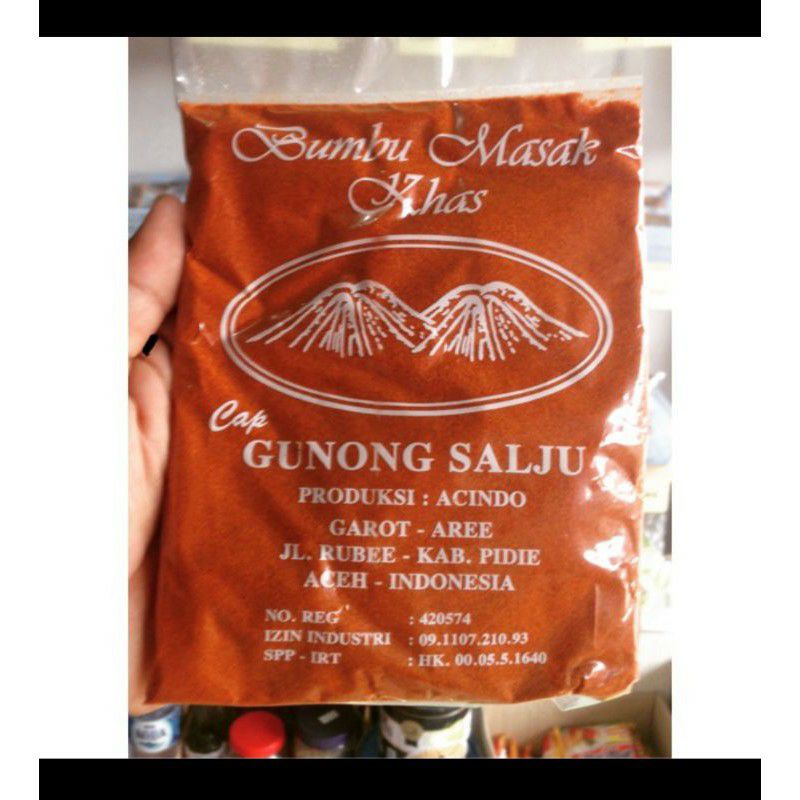 Bumbu Masak
Khas
Cap
GUNONG SALJU
PRODUKSI : ACINDO
GAROT - AREE
JL. RUBEE - KAB. PIDIE
ACEH - INDONESIA
NO. REG : 420574
IZIN INDUSTRI : 09.1107.210.93
SPP - IRT : HK. 00.05.5.1640